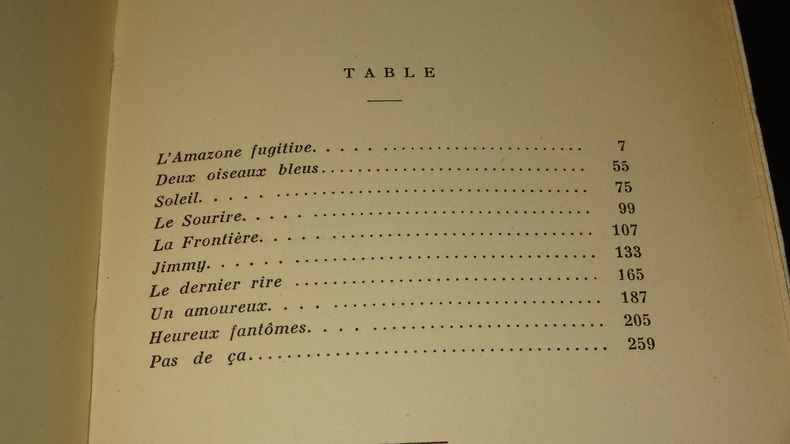 TABLE
L'Amazone fugitive. . . . . . . . . . . . . . . . . . . . . . . . . . . . . 7
Deux oiseaux bleus. . . . . . . . . . . . . . . . . . . . . . . . . . . . . 55
Soleil. . . . . . . . . . . . . . . . . . . . . . . . . . . . . . . . . . . 75
Le Sourire. . . . . . . . . . . . . . . . . . . . . . . . . . . . . . . . . 99
La Frontière. . . . . . . . . . . . . . . . . . . . . . . . . . . . . . . . 107
Jimmy. . . . . . . . . . . . . . . . . . . . . . . . . . . . . . . . . . . 133
Le dernier rire . . . . . . . . . . . . . . . . . . . . . . . . . . . . . . 165
Un amoureux. . . . . . . . . . . . . . . . . . . . . . . . . . . . . . . . 187
Heureux fantômes. . . . . . . . . . . . . . . . . . . . . . . . . . . . . . 205
Pas de ça. . . . . . . . . . . . . . . . . . . . . . . . . . . . . . . . . 259